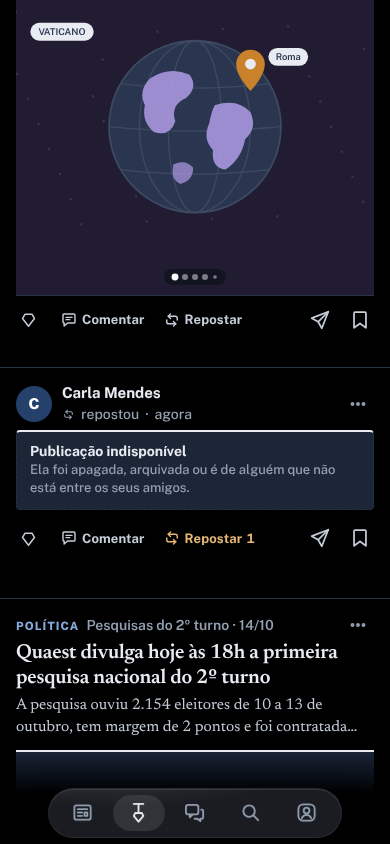 VATICANO
Roma
Comentar
Repostar
C
Carla Mendes
repostou · agora
Publicação indisponível
Ela foi apagada, arquivada ou é de alguém que não
está entre os seus amigos.
Comentar
Repostar 1
POLÍTICA Pesquisas do 2º turno · 14/10
Quaest divulga hoje às 18h a primeira
pesquisa nacional do 2º turno
A pesquisa ouviu 2.154 eleitores de 10 a 13 de
outubro, tem margem de 2 pontos e foi contratada...